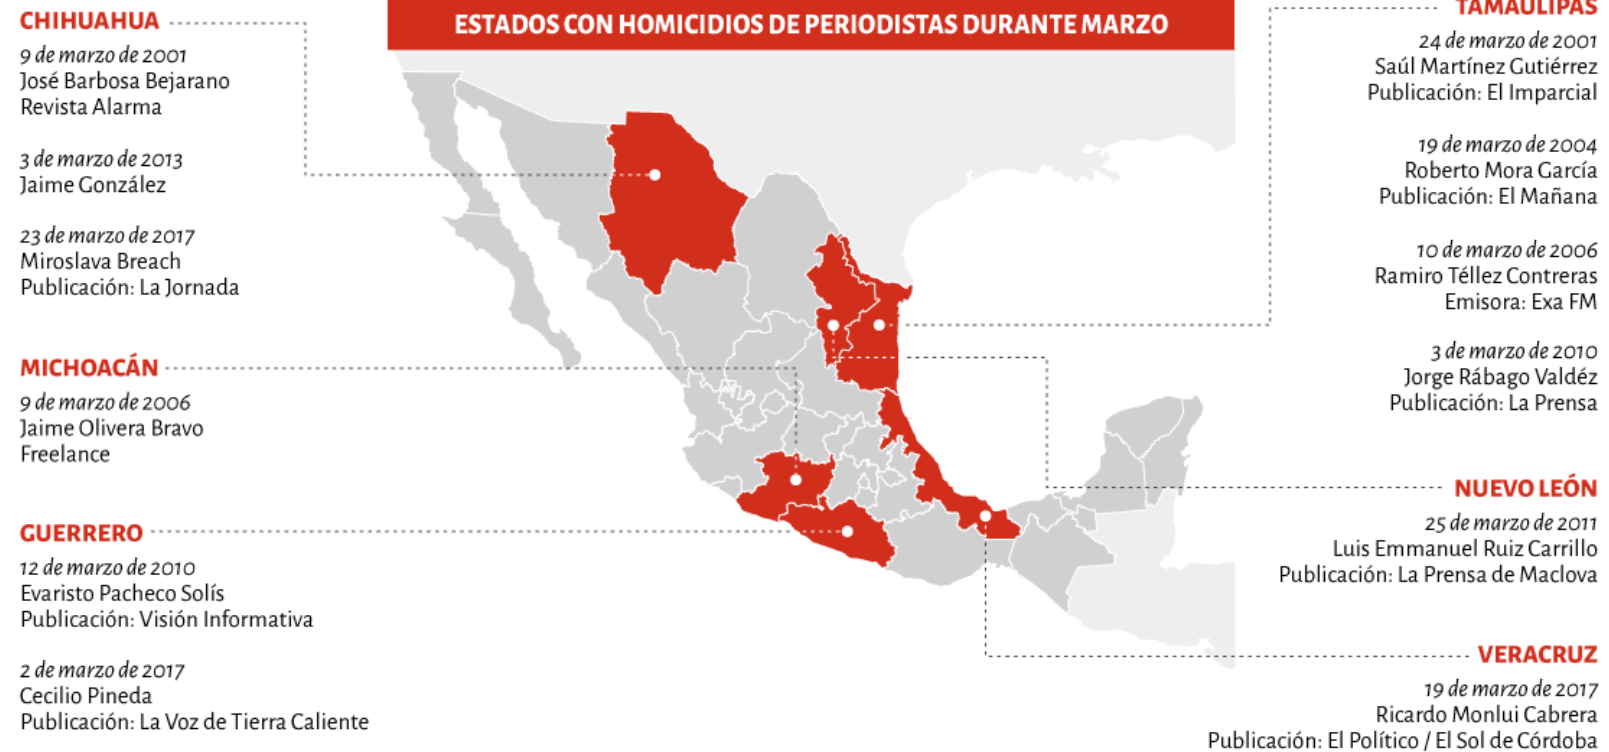 ESTADOS CON HOMICIDIOS DE PERIODISTAS DURANTE MARZO
CHIHUAHUA
9 de marzo de 2001
José Barbosa Bejarano
Revista Alarma
3 de marzo de 2013
Jaime González
23 de marzo de 2017
Miroslava Breach
Publicación: La Jornada
MICHOACÁN
9 de marzo de 2006
Jaime Olivera Bravo
Freelance
GUERRERO
12 de marzo de 2010
Evaristo Pacheco Solís
Publicación: Visión Informativa
2 de marzo de 2017
Cecilio Pineda
Publicación: La Voz de Tierra Caliente
TAMAULIPAS
24 de marzo de 2001
Saúl Martínez Gutiérrez
Publicación: El Imparcial
19 de marzo de 2004
Roberto Mora García
Publicación: El Mañana
10 de marzo de 2006
Ramiro Téllez Contreras
Emisora: Exa FM
3 de marzo de 2010
Jorge Rábago Valdéz
Publicación: La Prensa
NUEVO LEÓN
25 de marzo de 2011
Luis Emmanuel Ruiz Carrillo
Publicación: La Prensa de Maclova
VERACRUZ
19 de marzo de 2017
Ricardo Monlui Cabrera
Publicación: El Político / El Sol de Córdoba